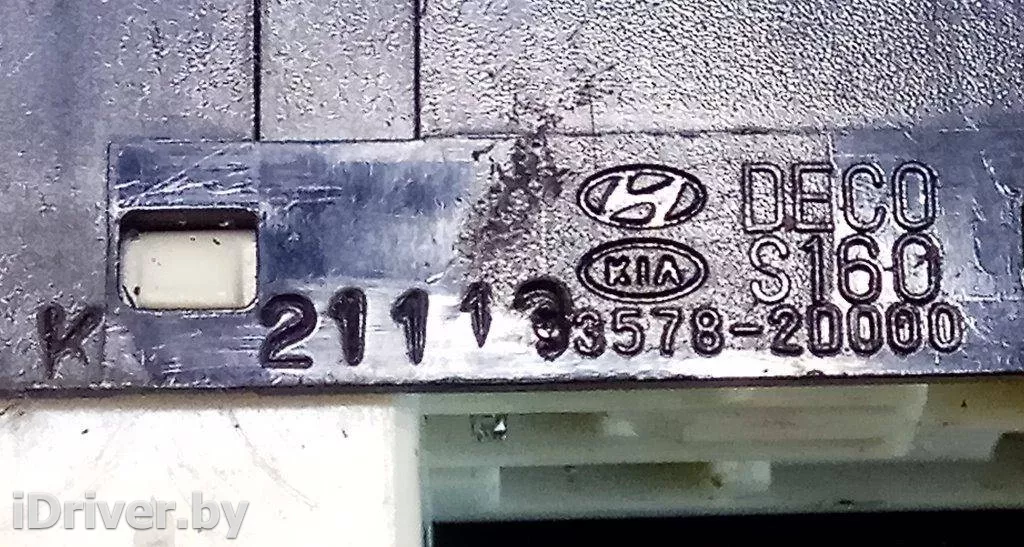 DECO
KIA S160
93578-2D000
K 21113
iDriver.by